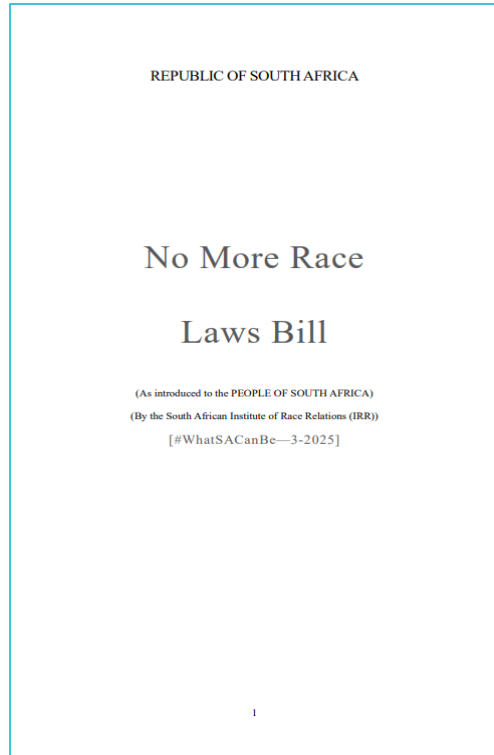 REPUBLIC OF SOUTH AFRICA
No More Race
Laws Bill
(As introduced to the PEOPLE OF SOUTH AFRICA)
(By the South African Institute of Race Relations (IRR))
[#WhatSACanBe—3-2025]
1